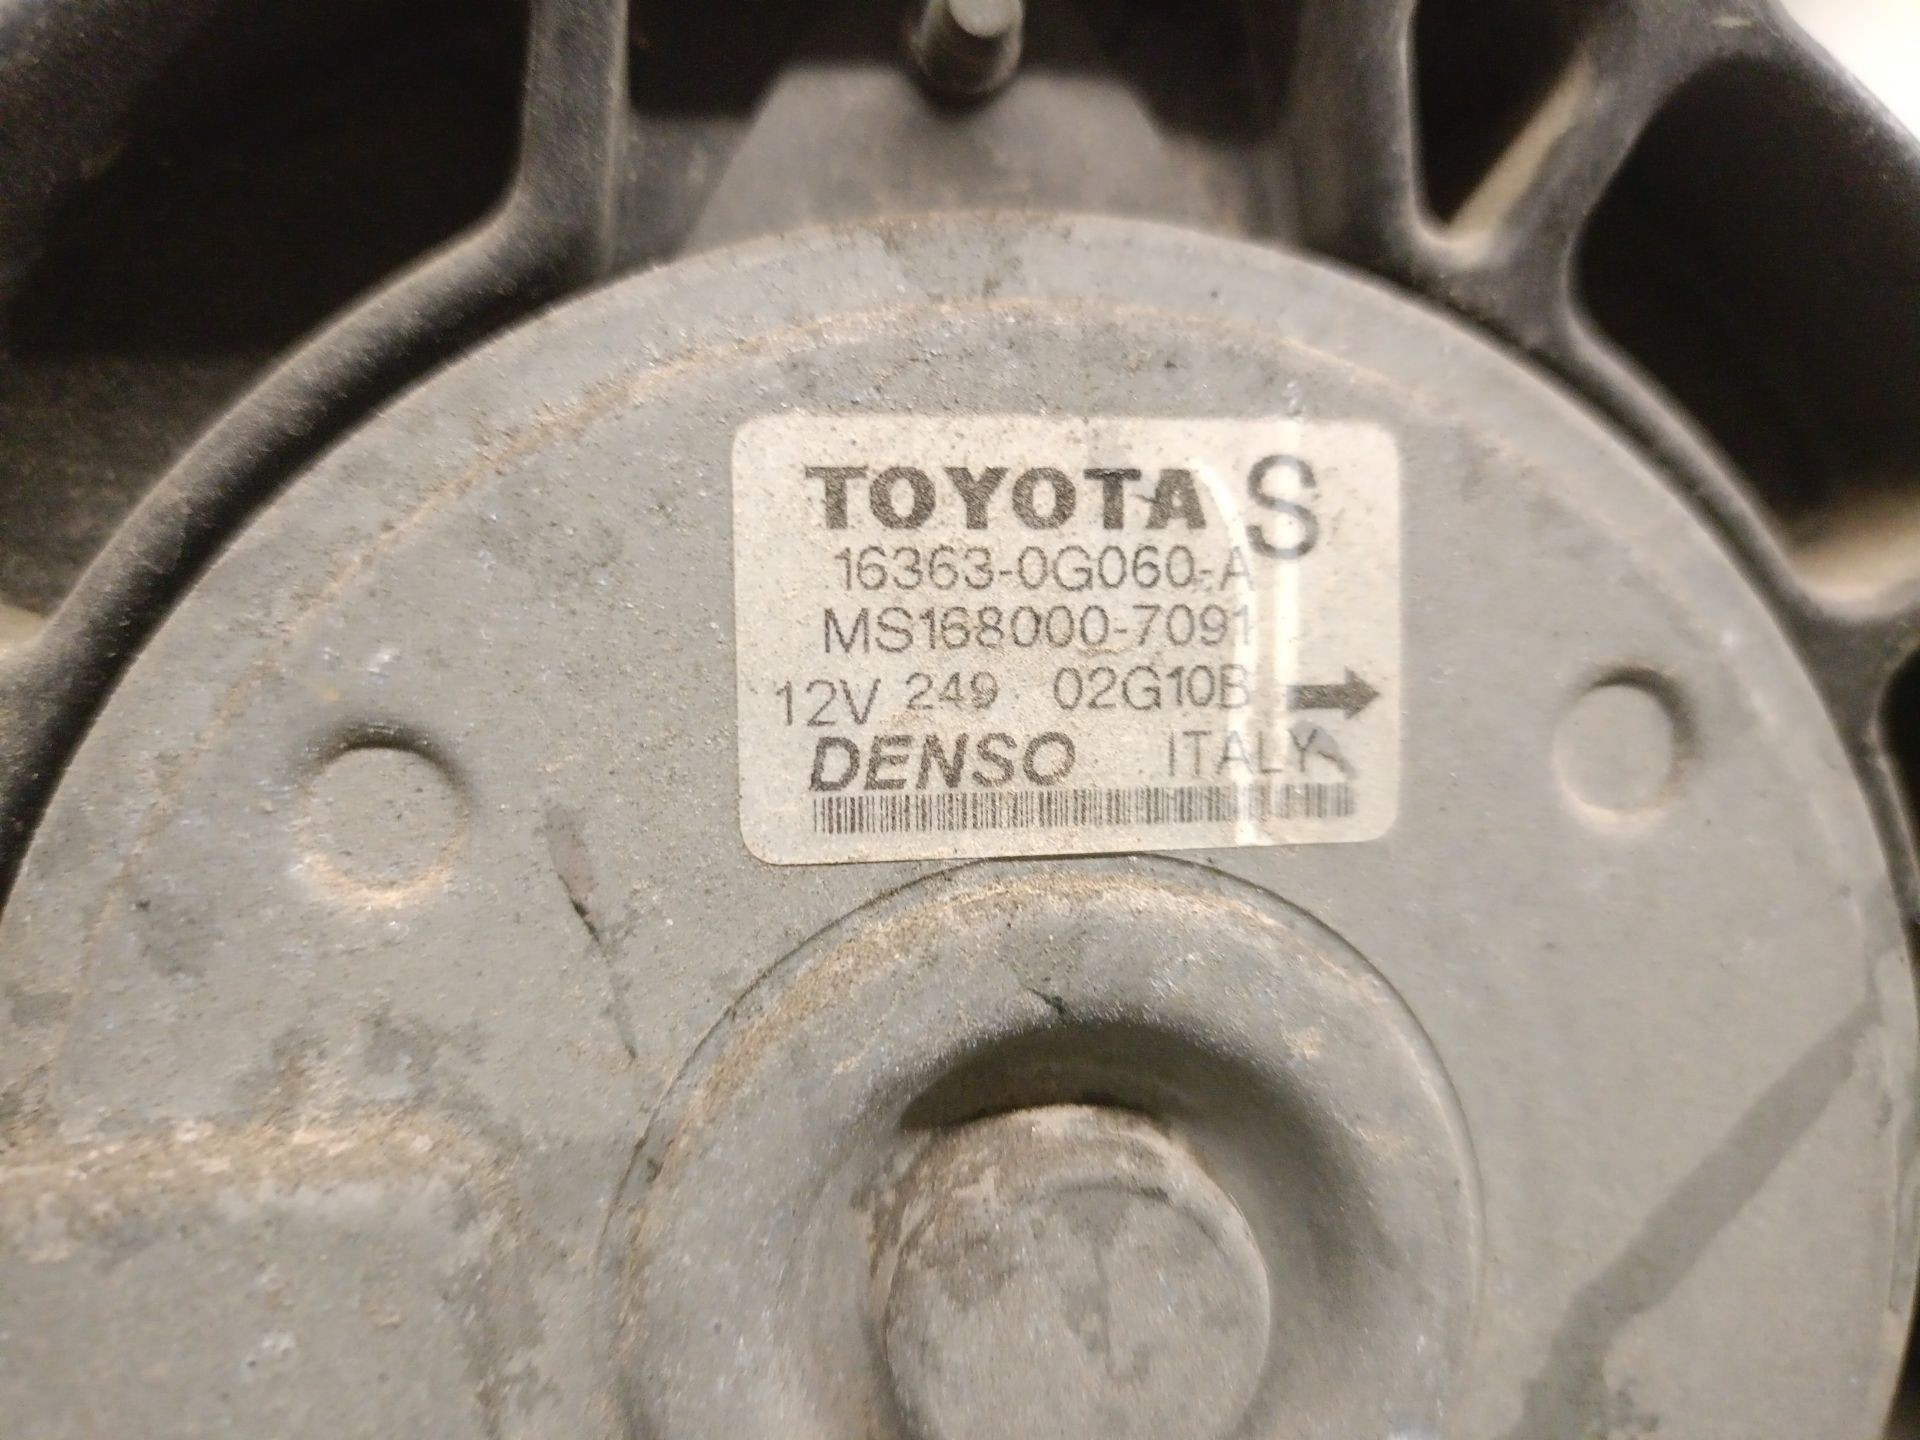 TOYOTA S
16363-0G060-A
MS168000-7091
12V 249 02G10B
DENSO ITALY